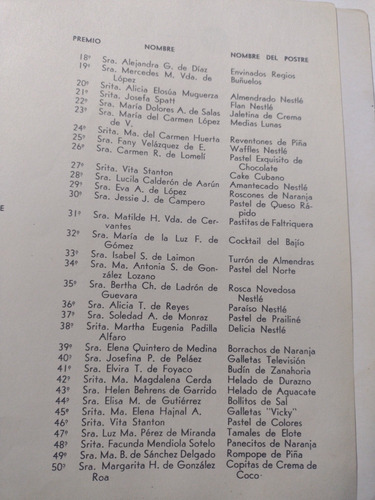 PREMIO NOMBRE NOMBRE DEL POSTRE
18º Sra. Alejandra G. de Díaz Envinados Regios
19º Sra. Mercedes M. Vda. de Buñuelos
López
20º Srita. Alicia Elosúa Muguerza Almendrado Nestlé
21º Srita. Josefa Spatt Flan Nestlé
22º Sra. María Dolores A. de Salas Jaletina de Crema
23º Sra. María del Carmen López Medias Lunas
de V.
24º Srita. Ma. del Carmen Huerta Reventones de Piña
25º Sra. Fany Velázquez de E. Waffles Nestlé
26º Sra. Carmen R. de Lomelí Pastel Exquisito de
Chocolate
27º Srita. Vita Stanton Cake Cubano
28º Sra. Lucila Calderón de Aarún Amantecado Nestlé
29º Sra. Eva A. de López Roscones de Naranja
30º Sra. Jessie J. de Campero Pastel de Queso Rá-
pido
31º Sra. Matilde H. Vda. de Cer- Pastitas de Faltriquera
vantes
32º Sra. María de la Luz F. de Cocktail del Bajío
Gómez
33º Sra. Isabel S. de Laimon Turrón de Almendras
34º Sra. Ma. Antonia S. de Gon- Pastel del Norte
zález Lozano
35º Sra. Bertha Ch. de Ladrón de Rosca Novedosa
Guevara Nestlé
36º Sra. Alicia T. de Reyes Paraíso Nestlé
37º Sra. Soledad A. de Monraz Pastel de Prailiné
38º Srita. Martha Eugenia Padilla Delicia Nestlé
Alfaro
39º Sra. Elena Quintero de Medina Borrachos de Naranja
40º Sra. Josefina P. de Peláez Galletas Televisión
41º Sra. Elvira T. de Foyaco Budín de Zanahoria
42º Srita. Ma. Magdalena Cerda Helado de Durazno
43º Sra. Helen Behrens de Garrido Helado de Aguacate
44º Sra. Elisa M. de Gutiérrez Bollitos de Sal
45º Srita. Ma. Elena Hajnal A. Galletas "Vicky"
46º Srita. Vita Stanton Pastel de Colores
47º Sra. Luz Ma. Pérez de Miranda Tamales de Elote
48º Srita. Facunda Mendiola Sotelo Panecitos de Naranja
49º Sra. Ma. B. de Sánchez Delgado Rompope de Piña
50º Sra. Margarita H. de González Copitas de Crema de
Roa Coco
E